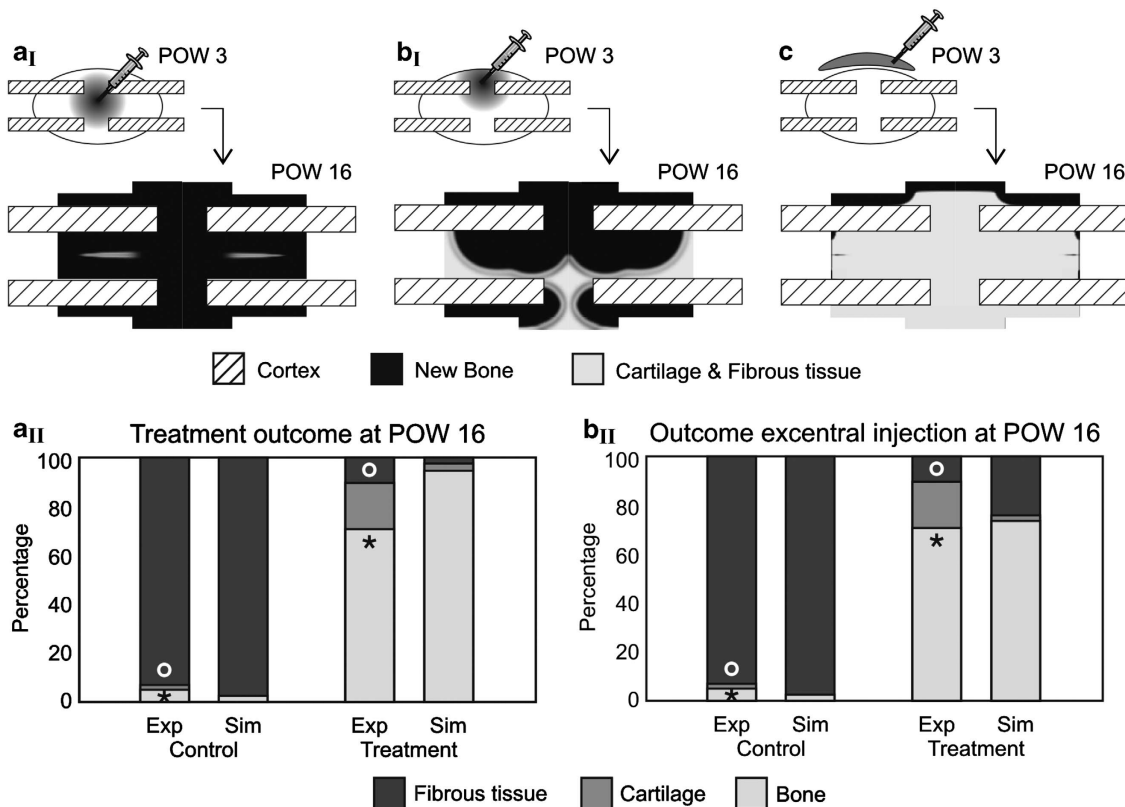 aI POW 3
bI POW 3
c POW 3
POW 16
POW 16
POW 16
Cortex New Bone Cartilage & Fibrous tissue
aII Treatment outcome at POW 16
Percentage
100
80
60
40
20
0
o
*
o
*
Exp Sim Exp Sim
Control Treatment
bII Outcome excentral injection at POW 16
Percentage
100
80
60
40
20
0
o
*
o
*
Exp Sim Exp Sim
Control Treatment
Fibrous tissue Cartilage Bone